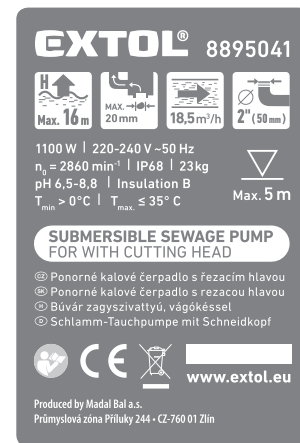 EXTOL® 8895041
H
Max. 16 m
MAX.
20 mm
18,5 m³/h
Ø
2" (50 mm)
1100 W | 220-240 V ~50 Hz
n₀ = 2860 min⁻¹ | IP68 | 23kg
pH 6,5-8,8 | Insulation B
Tmin > 0°C | Tmax. ≤ 35° C
Max. 5 m
SUBMERSIBLE SEWAGE PUMP
FOR WITH CUTTING HEAD
CZ Ponorné kalové čerpadlo s řezacím hlavou
SK Ponorné kalové čerpadlo s rezacou hlavou
H Búvár zagyszivattyú, vágókéssel
D Schlamm-Tauchpumpe mit Schneidkopf
CE
www.extol.eu
Produced by Madal Bal a.s.
Průmyslová zóna Příluky 244 • CZ-760 01 Zlín